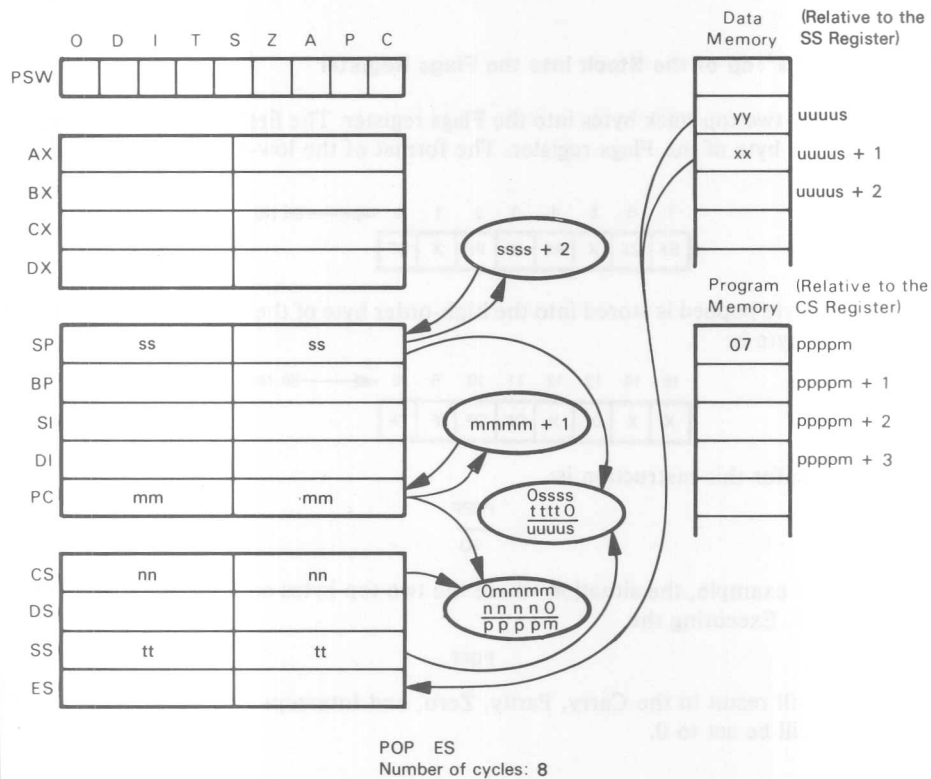 Data Memory (Relative to the SS Register)
O D I T S Z A P C
PSW
yy uuuus
AX xx uuuus + 1
BX uuuus + 2
CX
DX ssss + 2
Program Memory (Relative to the CS Register)
SP ss ss 07 ppppm
BP ppppm + 1
SI mmmm + 1 ppppm + 2
DI ppppm + 3
PC mm mm
0ssss
tttt0
uuuus
CS nn nn
0mmmm
nnnn0
ppppm
DS
SS tt tt
ES
POP ES
Number of cycles: 8